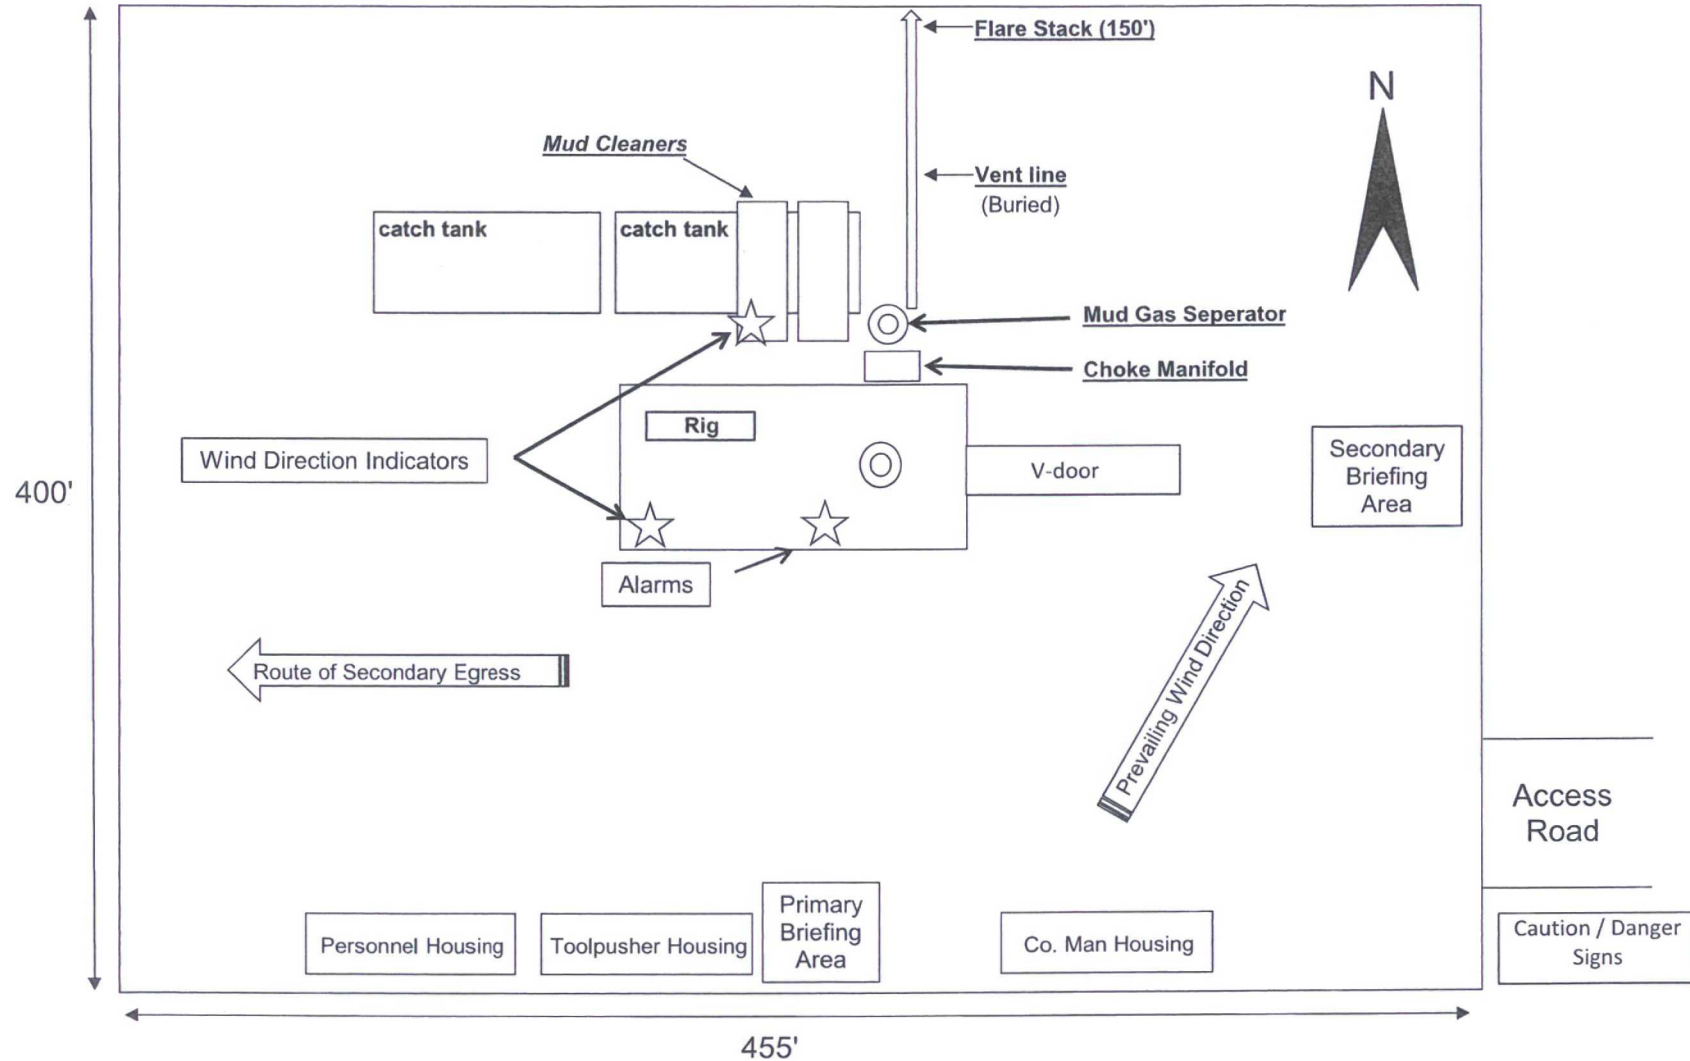 Flare Stack (150')
N
Mud Cleaners
Vent line
(Buried)
catch tank
catch tank
Mud Gas Seperator
Choke Manifold
Rig
Wind Direction Indicators
V-door
Secondary
Briefing
Area
400'
Alarms
Prevailing Wind Direction
Route of Secondary Egress
Access
Road
Primary
Briefing
Area
Personnel Housing
Toolpusher Housing
Co. Man Housing
Caution / Danger
Signs
455'